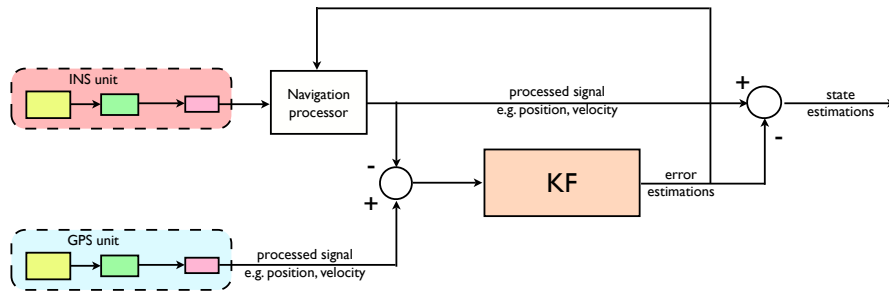 INS unit
Navigation
processor
processed signal
e.g. position, velocity
+
-
state
estimations
-
+
KF
error
estimations
GPS unit
processed signal
e.g. position, velocity